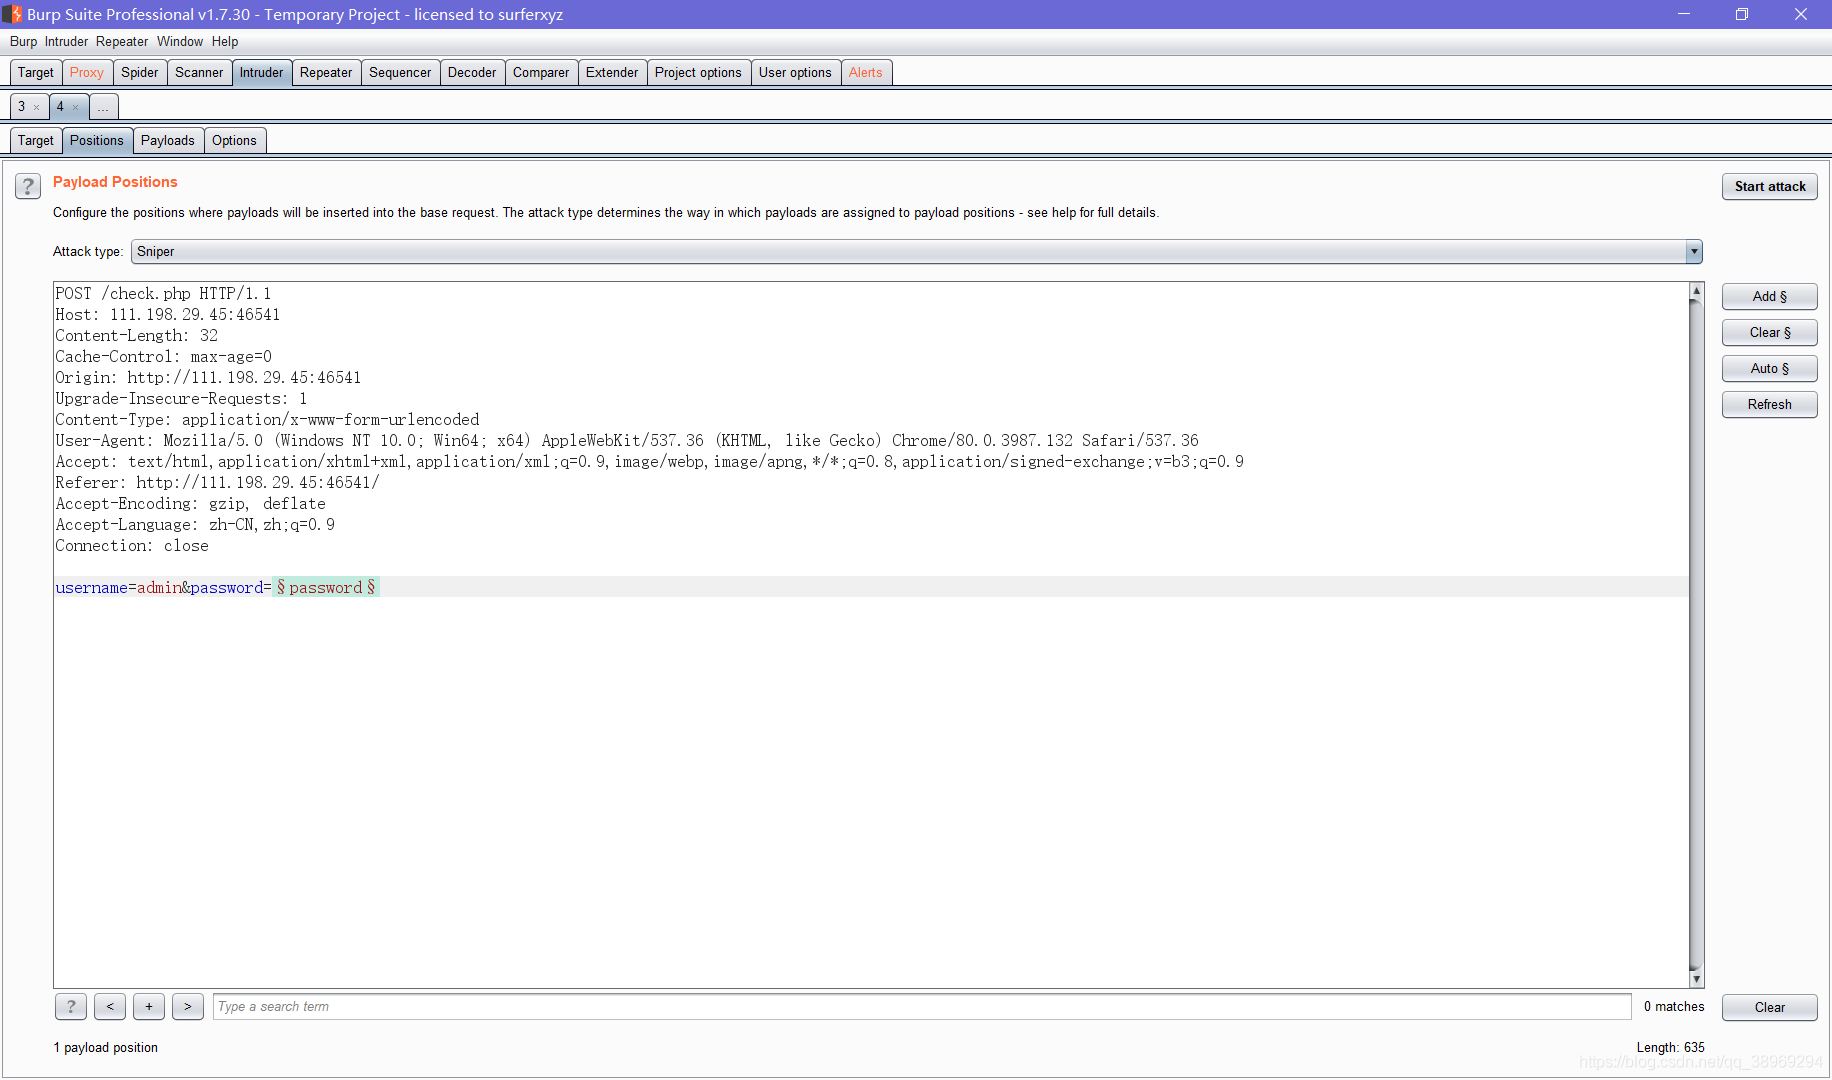 Burp Suite Professional v1.7.30 - Temporary Project - licensed to surferxyz
Burp Intruder Repeater Window Help
Target Proxy Spider Scanner Intruder Repeater Sequencer Decoder Comparer Extender Project options User options Alerts
3 × 4 × ...
Target Positions Payloads Options
? Payload Positions
Start attack
Configure the positions where payloads will be inserted into the base request. The attack type determines the way in which payloads are assigned to payload positions - see help for full details.
Attack type: Sniper
POST /check.php HTTP/1.1
Host: 111.198.29.45:46541
Content-Length: 32
Cache-Control: max-age=0
Origin: http://111.198.29.45:46541
Upgrade-Insecure-Requests: 1
Content-Type: application/x-www-form-urlencoded
User-Agent: Mozilla/5.0 (Windows NT 10.0; Win64; x64) AppleWebKit/537.36 (KHTML, like Gecko) Chrome/80.0.3987.132 Safari/537.36
Accept: text/html,application/xhtml+xml,application/xml;q=0.9,image/webp,image/apng,*/*;q=0.8,application/signed-exchange;v=b3;q=0.9
Referer: http://111.198.29.45:46541/
Accept-Encoding: gzip, deflate
Accept-Language: zh-CN,zh;q=0.9
Connection: close
username=admin&password=§password§
Add §
Clear §
Auto §
Refresh
? < + > Type a search term 0 matches Clear
1 payload position Length: 635
https://blog.csdn.net/qq_38969294